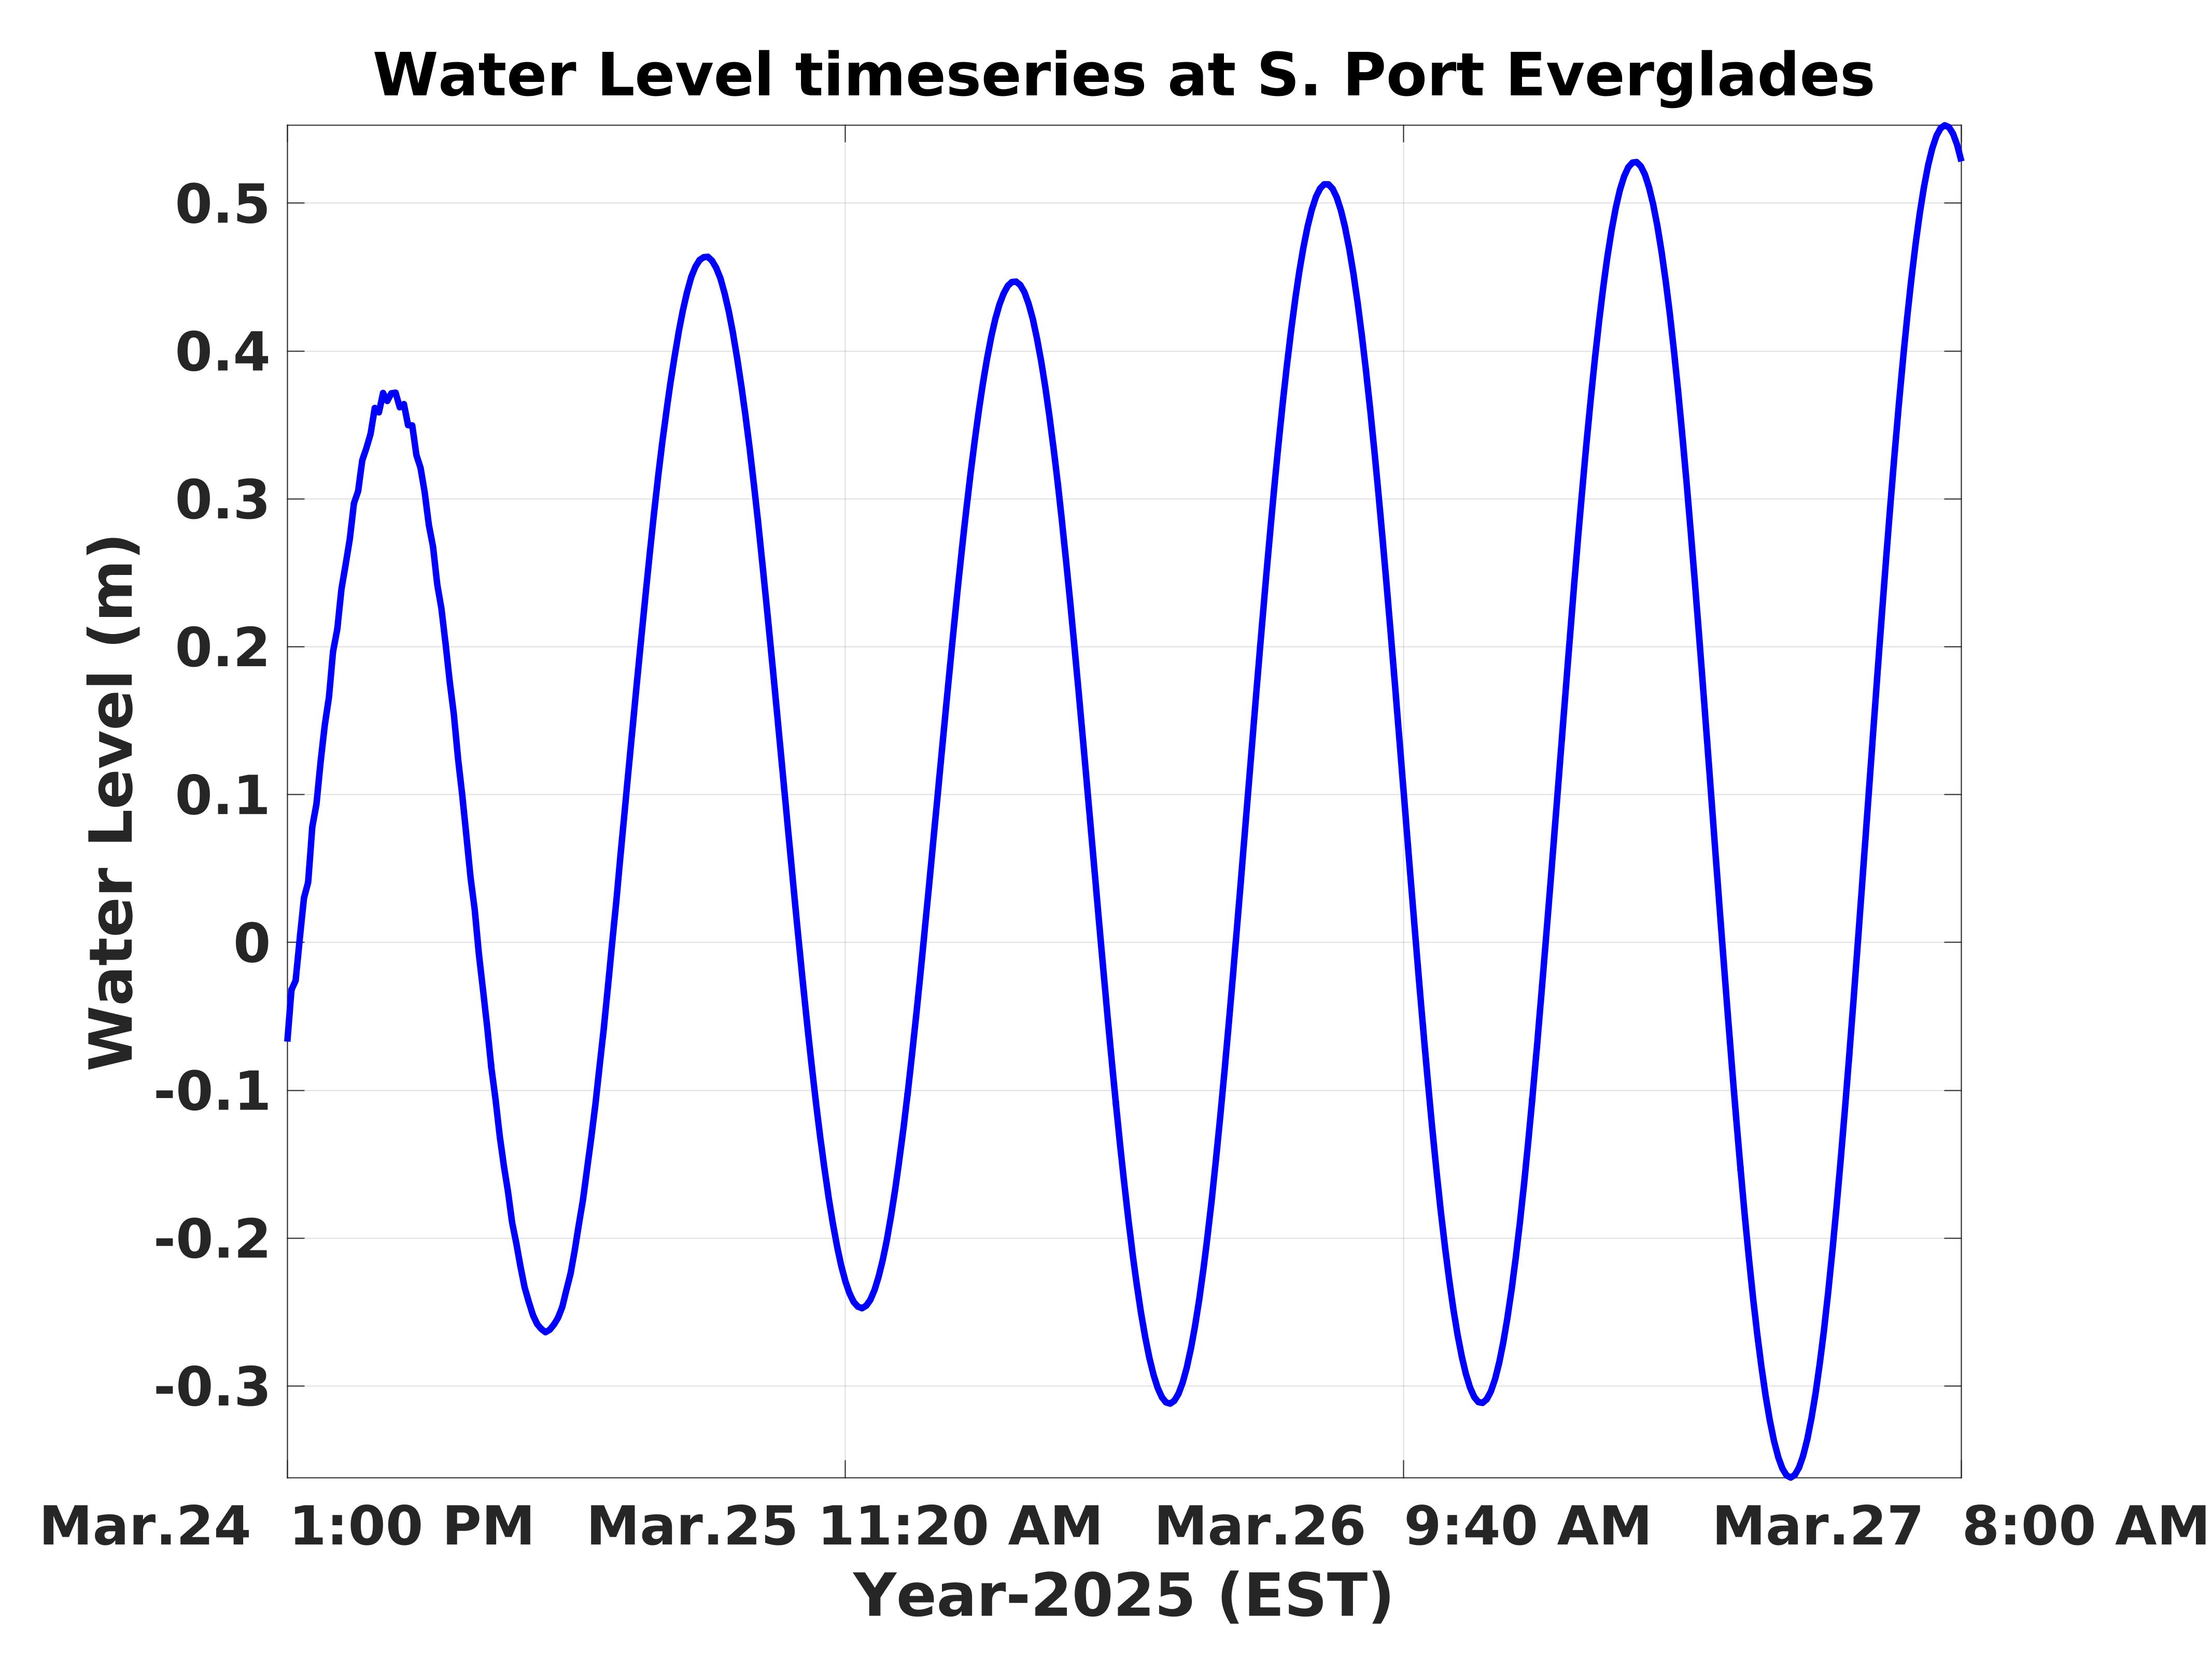 Water Level timeseries at S. Port Everglades
Water Level (m)
0.5
0.4
0.3
0.2
0.1
0
-0.1
-0.2
-0.3
Mar.24 1:00 PM Mar.25 11:20 AM Mar.26 9:40 AM Mar.27 8:00 AM
Year-2025 (EST)